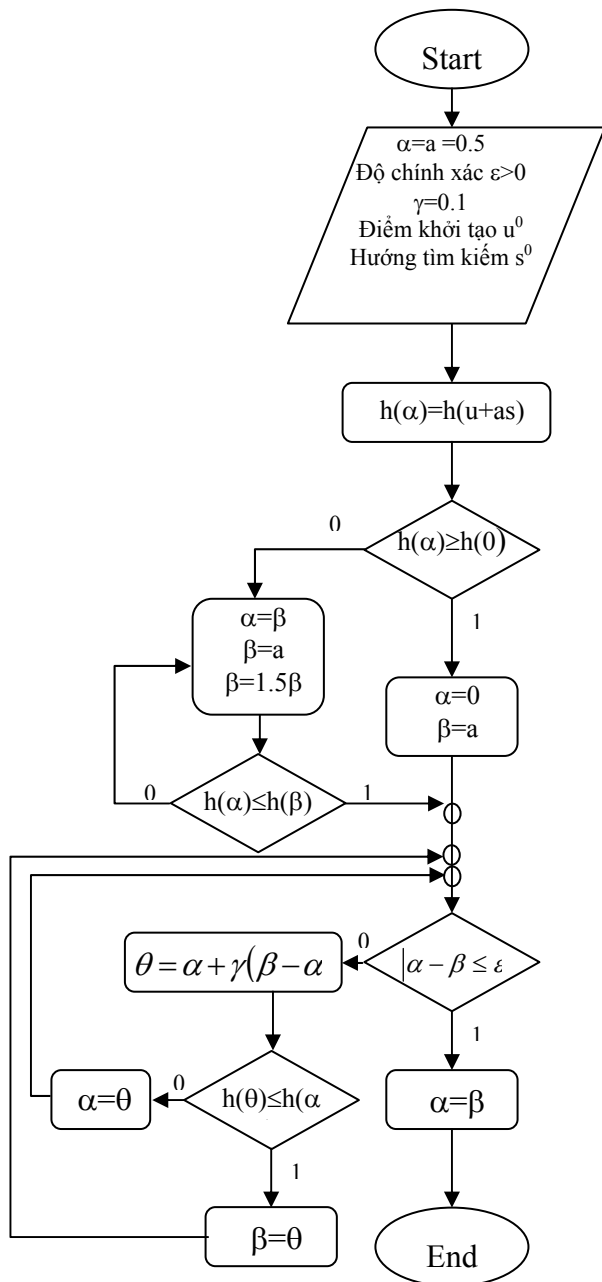 Start
α=a =0.5
Độ chính xác ε>0
γ=0.1
Điểm khởi tạo u⁰
Hướng tìm kiếm s⁰
h(α)=h(u+as)
0
h(α)≥h(0)
1
α=β
β=a
β=1.5β
α=0
β=a
0
h(α)≤h(β)
1
θ = α + γ(β − α
0
|α − β ≤ ε
1
α=θ
0
h(θ)≤h(α
1
α=β
β=θ
End